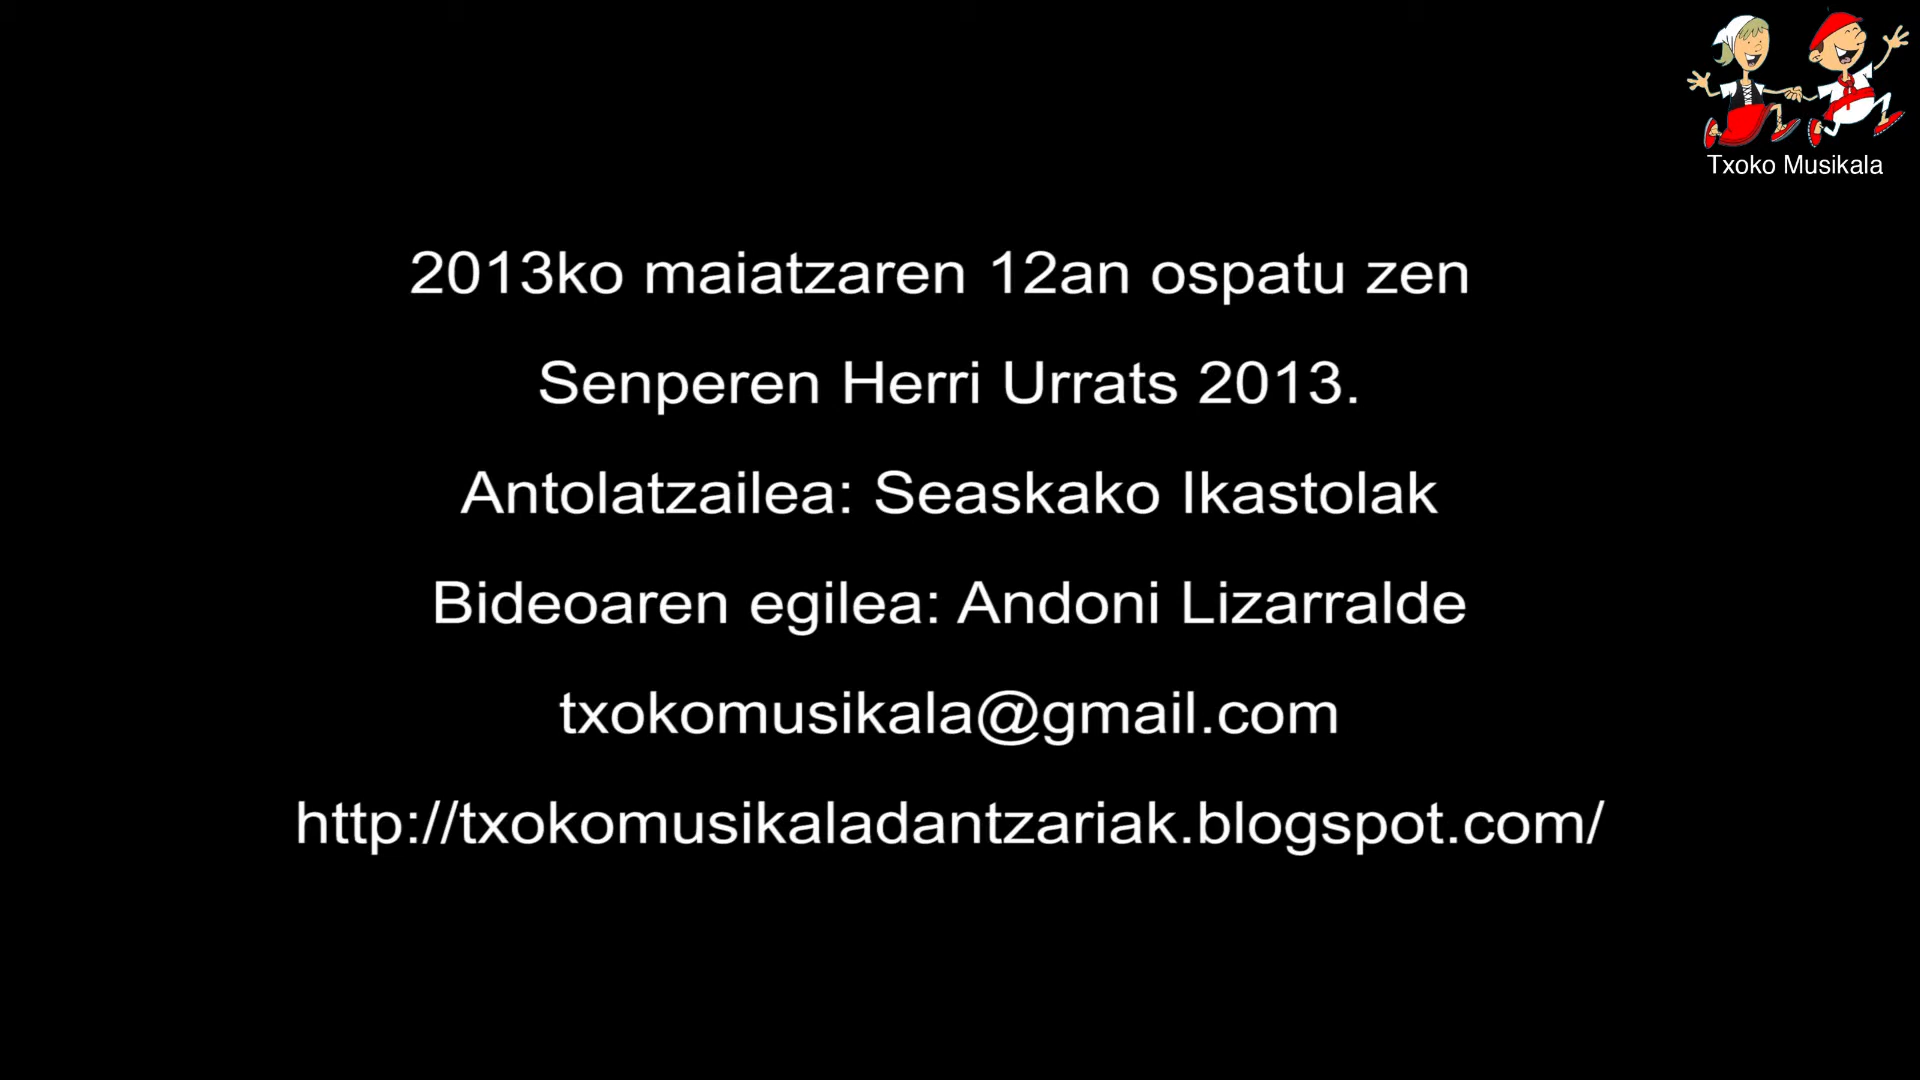 Txoko Musikala
2013ko maiatzaren 12an ospatu zen
Senperen Herri Urrats 2013.
Antolatzailea: Seaskako Ikastolak
Bideoaren egilea: Andoni Lizarralde
txokomusikala@gmail.com
http://txokomusikaladantzariak.blogspot.com/